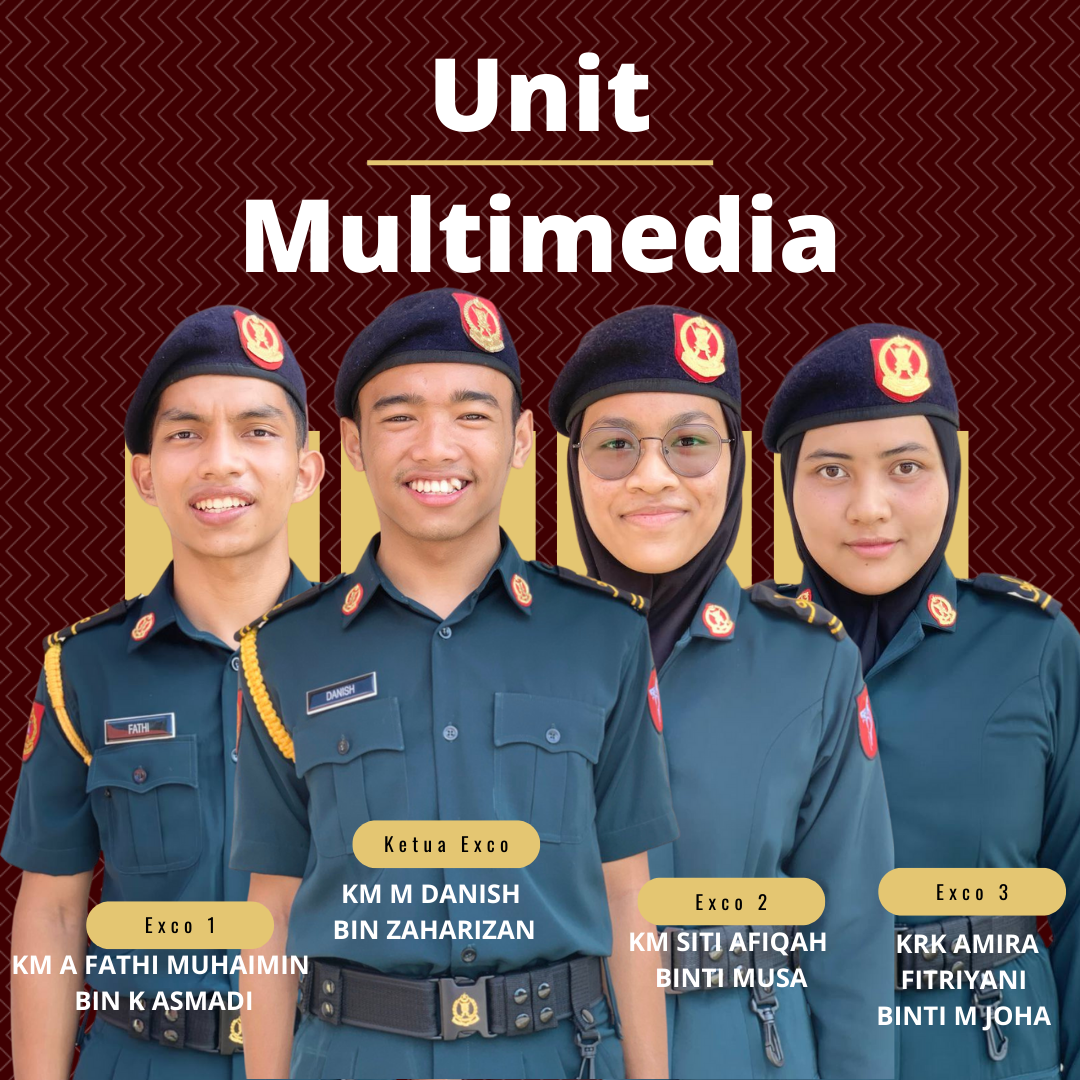 Unit
Multimedia
FATHI
DANISH
Ketua Exco
KM M DANISH
BIN ZAHARIZAN
Exco 1
KM A FATHI MUHAIMIN
BIN K ASMADI
Exco 2
KM SITI AFIQAH
BINTI MUSA
Exco 3
KRK AMIRA
FITRIYANI
BINTI M JOHA